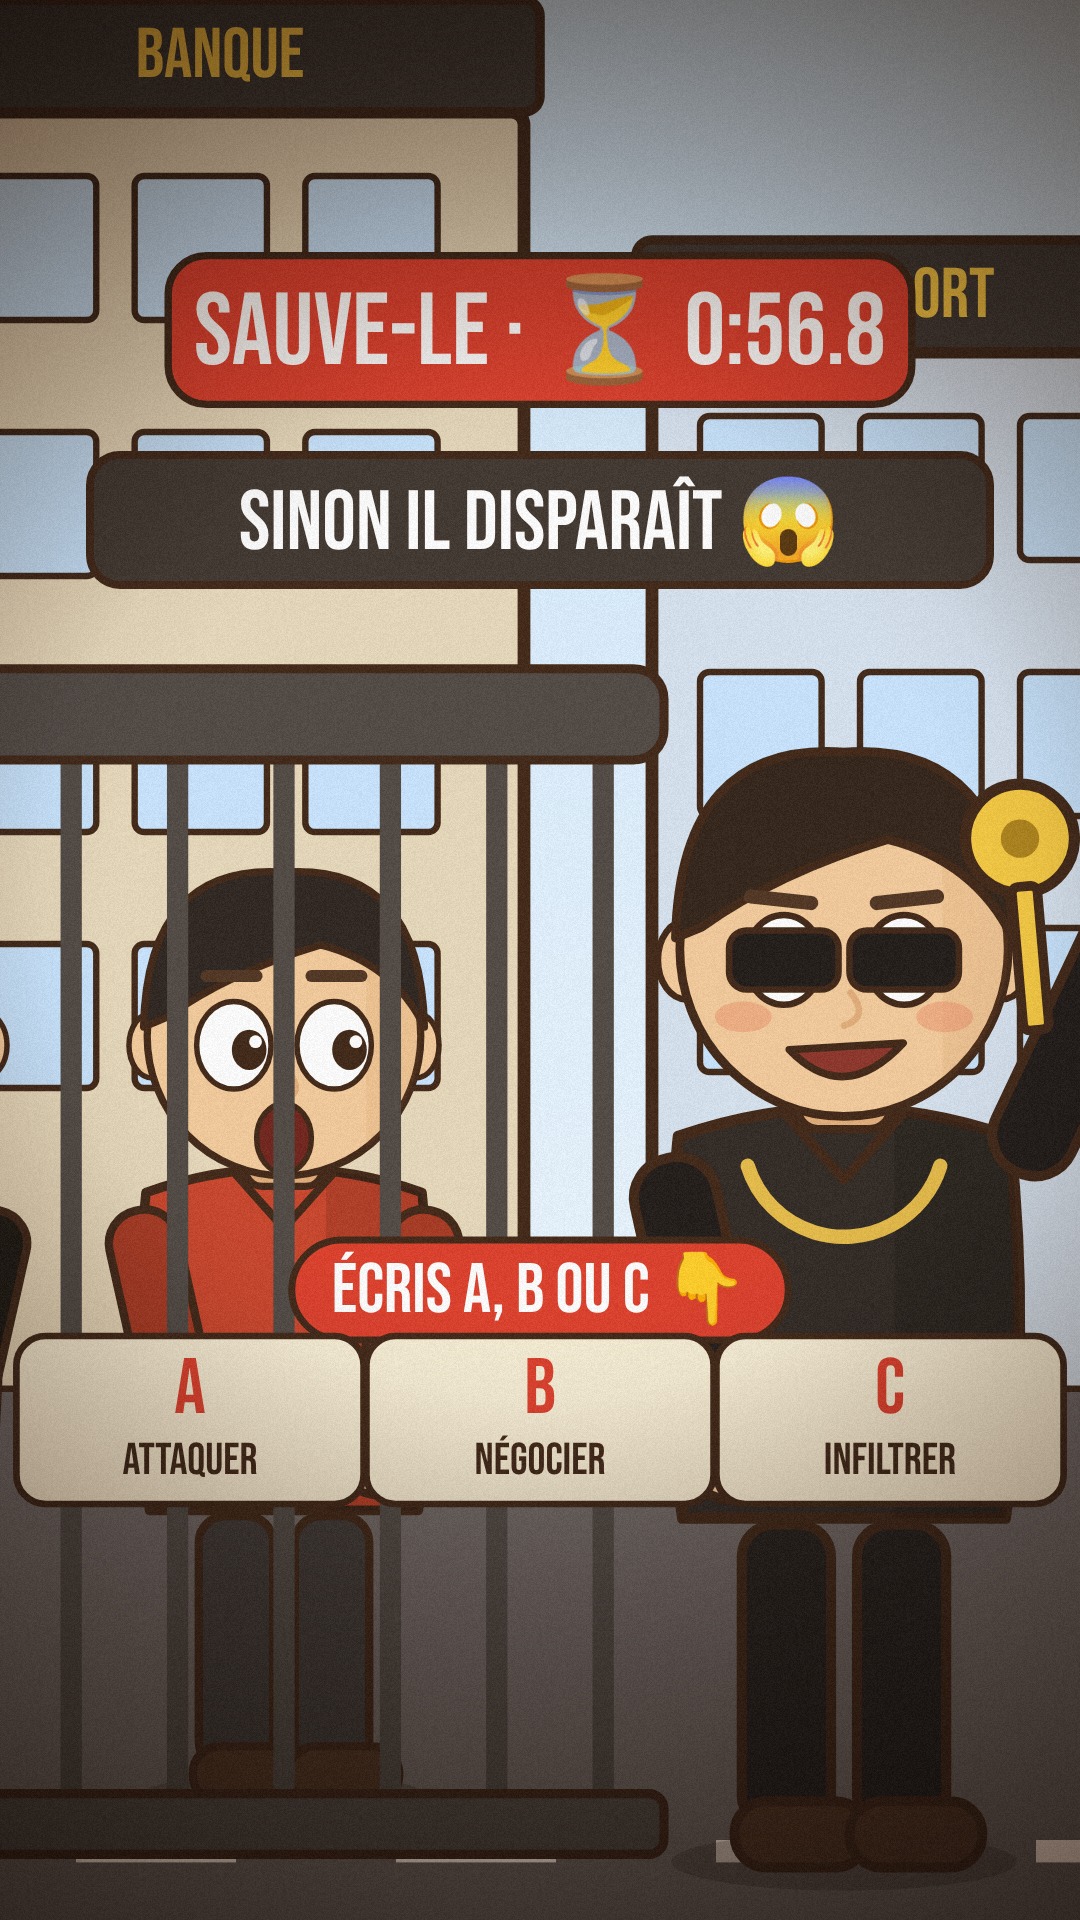 BANQUE
ORT
SAUVE-LE · ⏳ 0:56.8
SINON IL DISPARAÎT 😱
ÉCRIS A, B OU C 👇
A
ATTAQUER
B
NÉGOCIER
C
INFILTRER